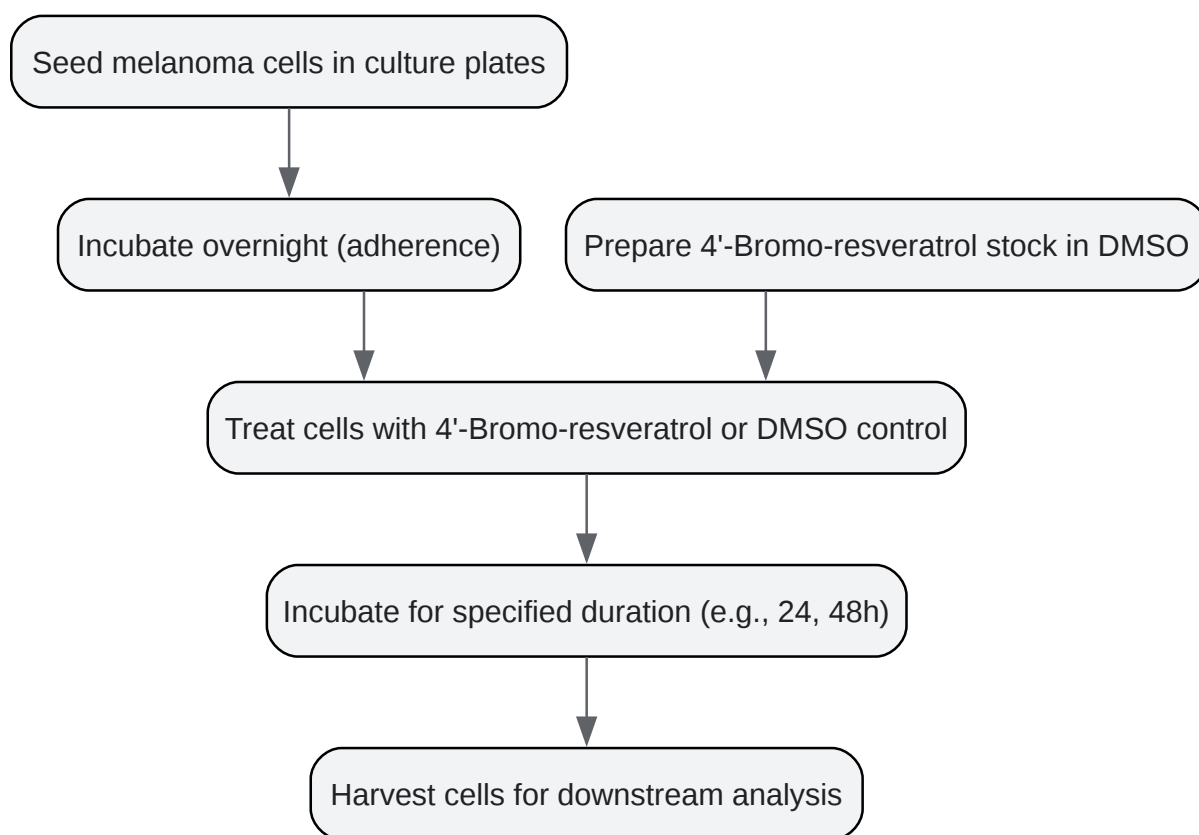 Seed melanoma cells in culture plates
Incubate overnight (adherence)
Prepare 4'-Bromo-resveratrol stock in DMSO
Treat cells with 4'-Bromo-resveratrol or DMSO control
Incubate for specified duration (e.g., 24, 48h)
Harvest cells for downstream analysis